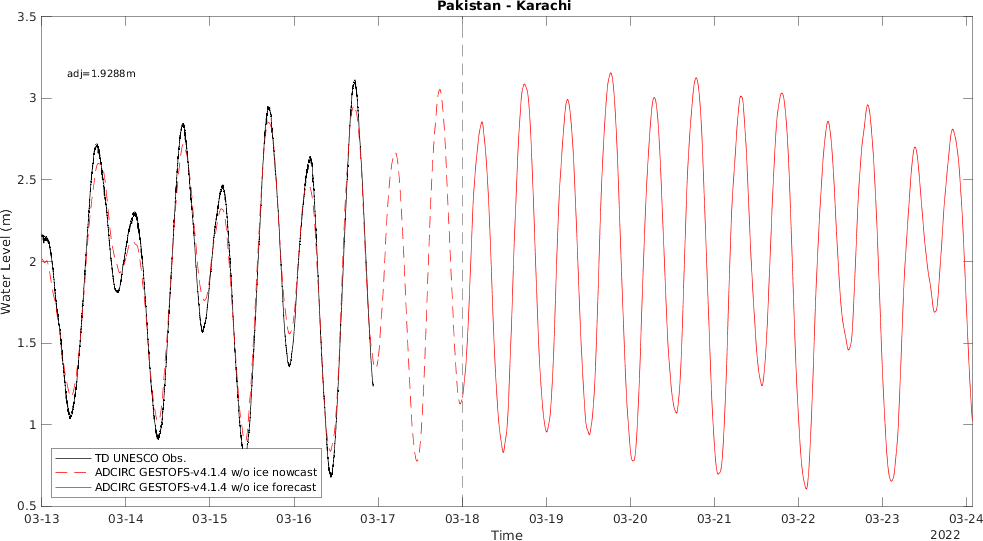 Pakistan - Karachi
3.5
adj=1.9288m
3
2.5
2
1.5
1
0.5
Water Level (m)
TD UNESCO Obs.
ADCIRC GESTOFS-v4.1.4 w/o ice nowcast
ADCIRC GESTOFS-v4.1.4 w/o ice forecast
03-13 03-14 03-15 03-16 03-17 03-18 03-19 03-20 03-21 03-22 03-23 03-24
Time
2022